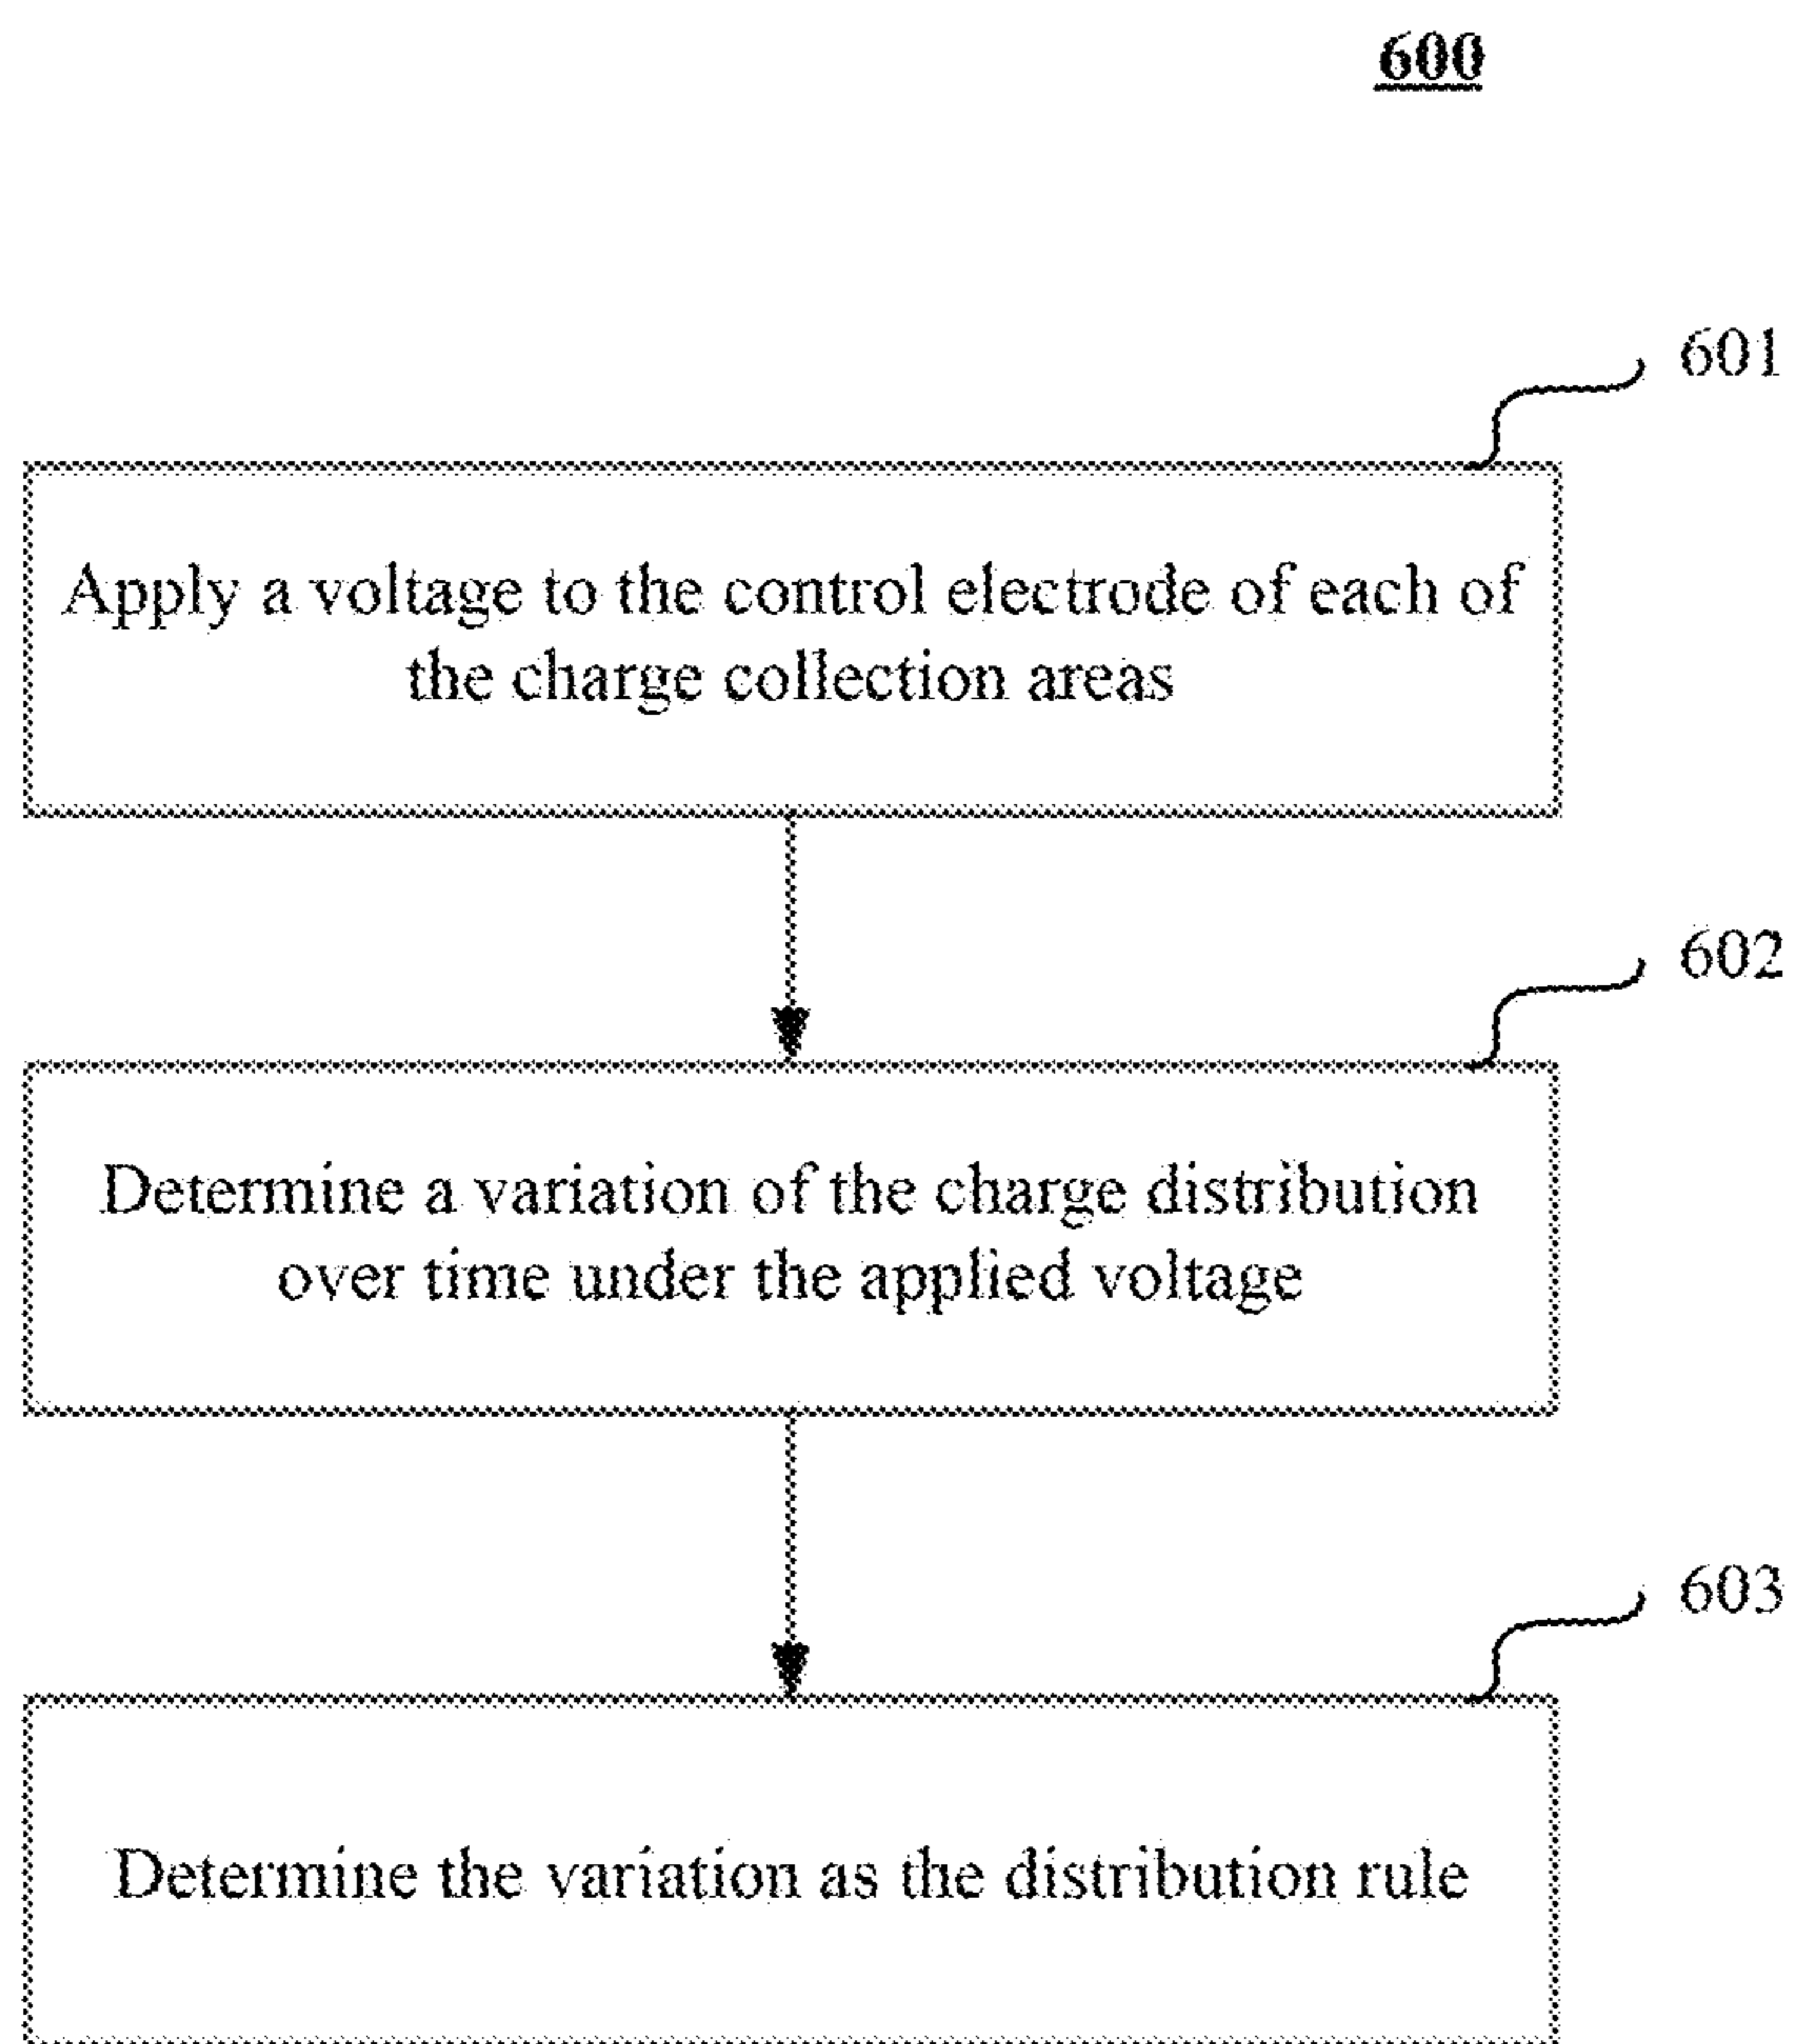 600
601
Apply a voltage to the control electrode of each of
the charge collection areas
602
Determine a variation of the charge distribution
over time under the applied voltage
603
Determine the variation as the distribution rule